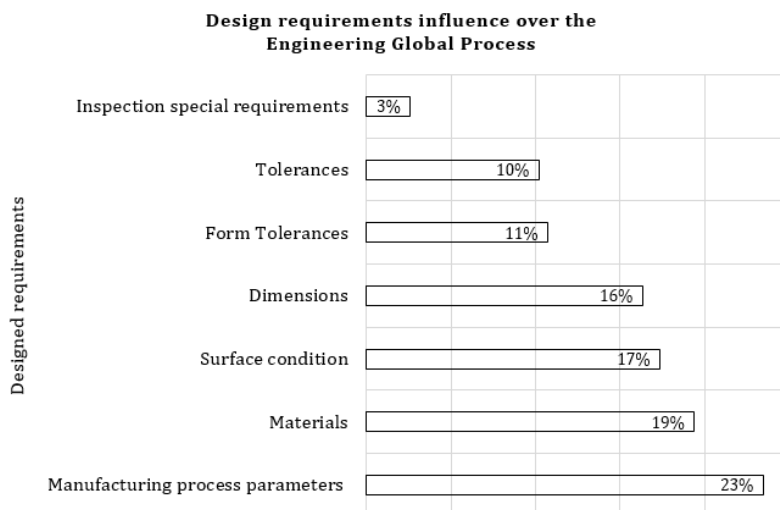 Design requirements influence over the
Engineering Global Process
Designed requirements
Inspection special requirements 3%
Tolerances 10%
Form Tolerances 11%
Dimensions 16%
Surface condition 17%
Materials 19%
Manufacturing process parameters 23%